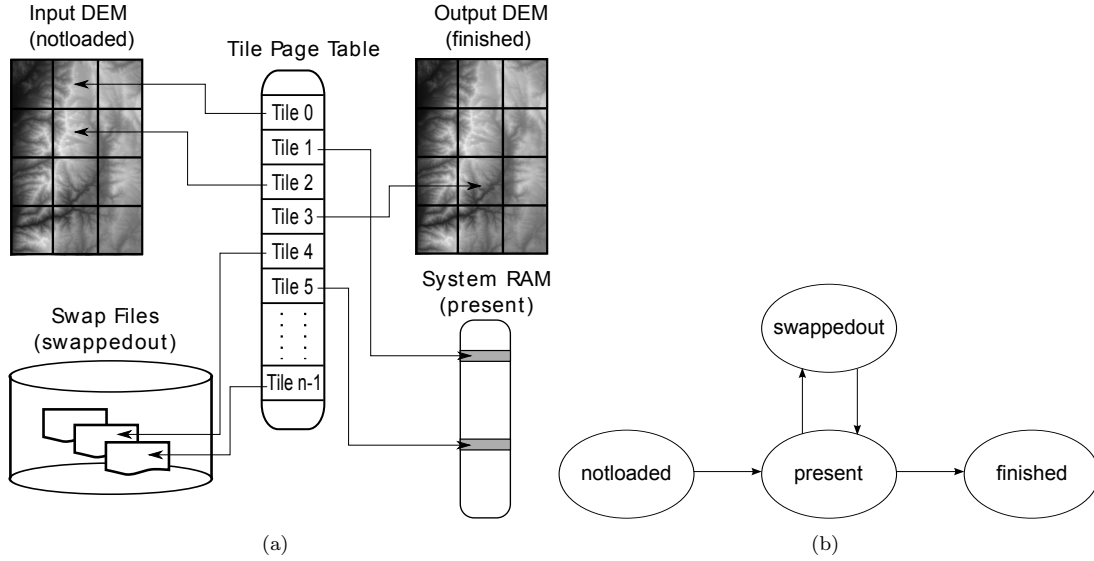 Input DEM
(notloaded)
Tile Page Table
Output DEM
(finished)
Tile 0
Tile 1
Tile 2
Tile 3
Tile 4
Tile 5
Tile n-1
Swap Files
(swappedout)
System RAM
(present)
(a)
swappedout
notloaded
present
finished
(b)